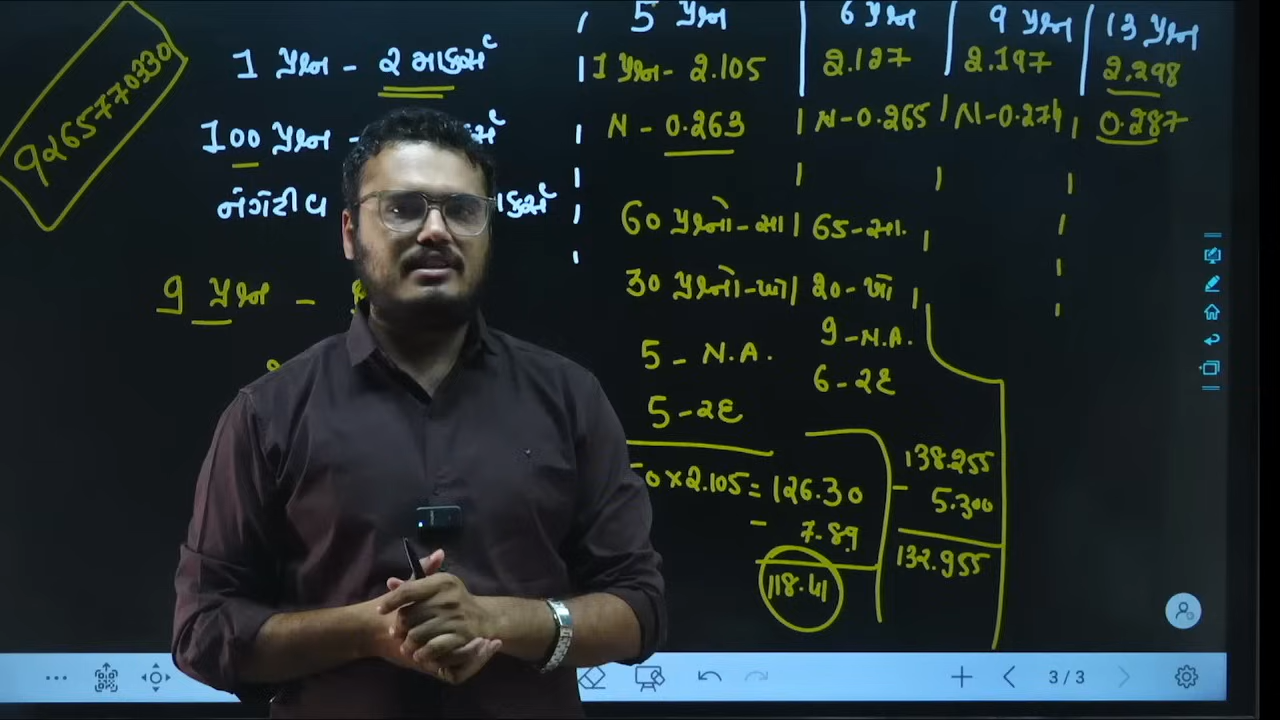 9265770330
1 પ્રશ્ન - ૨ માર્ક્સ
100 પ્રશ્ન -
નેગેટીવ
9 પ્રશ્ન -
5 પ્રશ્ન
1 પ્રશ્ન - 2.105
N - 0.263
60 પ્રશ્નો - સા
30 પ્રશ્નો - ખો
5 - N.A.
5 - રદ
0 x 2.105 = 126.30
- 7.89
118.41
6 પ્રશ્ન
2.127
N - 0.265
65 - સા.
20 - ખો
9 - N.A.
6 - રદ
138.255
- 5.300
132.955
9 પ્રશ્ન
2.197
N - 0.274
13 પ્રશ્ન
2.298
0.287
3/3